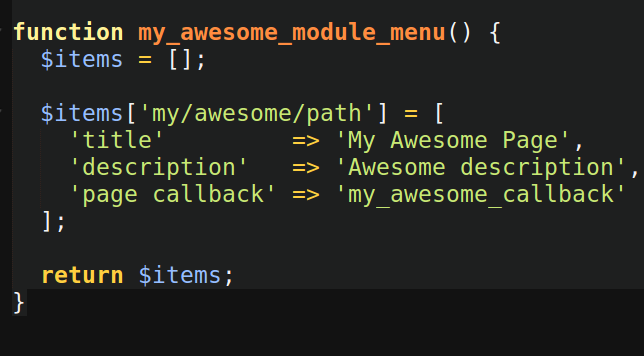 function my_awesome_module_menu() {
  $items = [];

  $items['my/awesome/path'] = [
    'title'         => 'My Awesome Page',
    'description'   => 'Awesome description',
    'page callback' => 'my_awesome_callback'
  ];

  return $items;
}